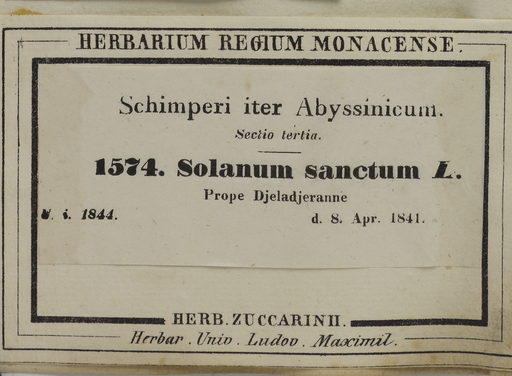 HERBARIUM REGIUM MONACENSE.
Schimperi iter Abyssinicum.
Sectio tertia.
1574. Solanum sanctum L.
Prope Djeladjeranne
U. i. 1844. d. 8. Apr. 1841.
HERB. ZUCCARINII.
Herbar. Univ. Ludov. Maximil.